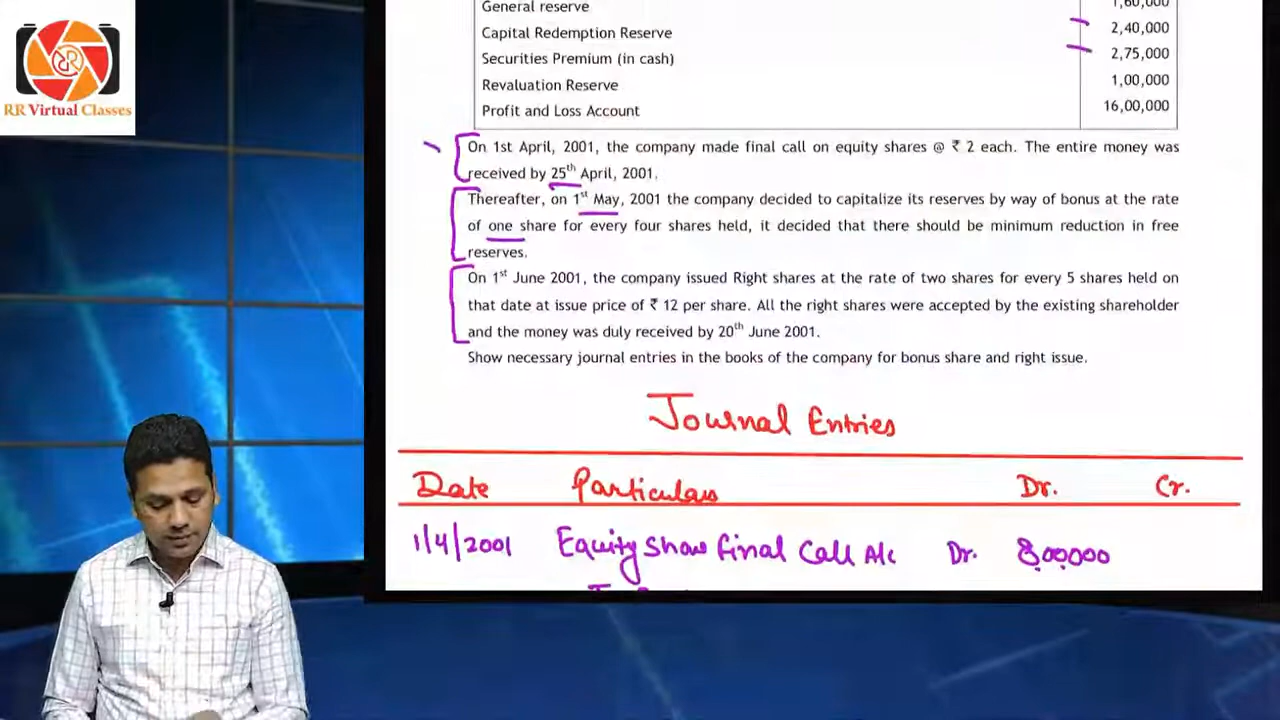 RR Virtual Classes
General reserve 1,60,000
Capital Redemption Reserve 2,40,000
Securities Premium (in cash) 2,75,000
Revaluation Reserve 1,00,000
Profit and Loss Account 16,00,000
On 1st April, 2001, the company made final call on equity shares @ ₹ 2 each. The entire money was
received by 25th April, 2001.
Thereafter, on 1st May, 2001 the company decided to capitalize its reserves by way of bonus at the rate
of one share for every four shares held, it decided that there should be minimum reduction in free
reserves.
On 1st June 2001, the company issued Right shares at the rate of two shares for every 5 shares held on
that date at issue price of ₹ 12 per share. All the right shares were accepted by the existing shareholder
and the money was duly received by 20th June 2001.
Show necessary journal entries in the books of the company for bonus share and right issue.
Journal Entries
Date Particulars Dr. Cr.
1/4/2001 Equity Share final Call A/c Dr. 8,00,000